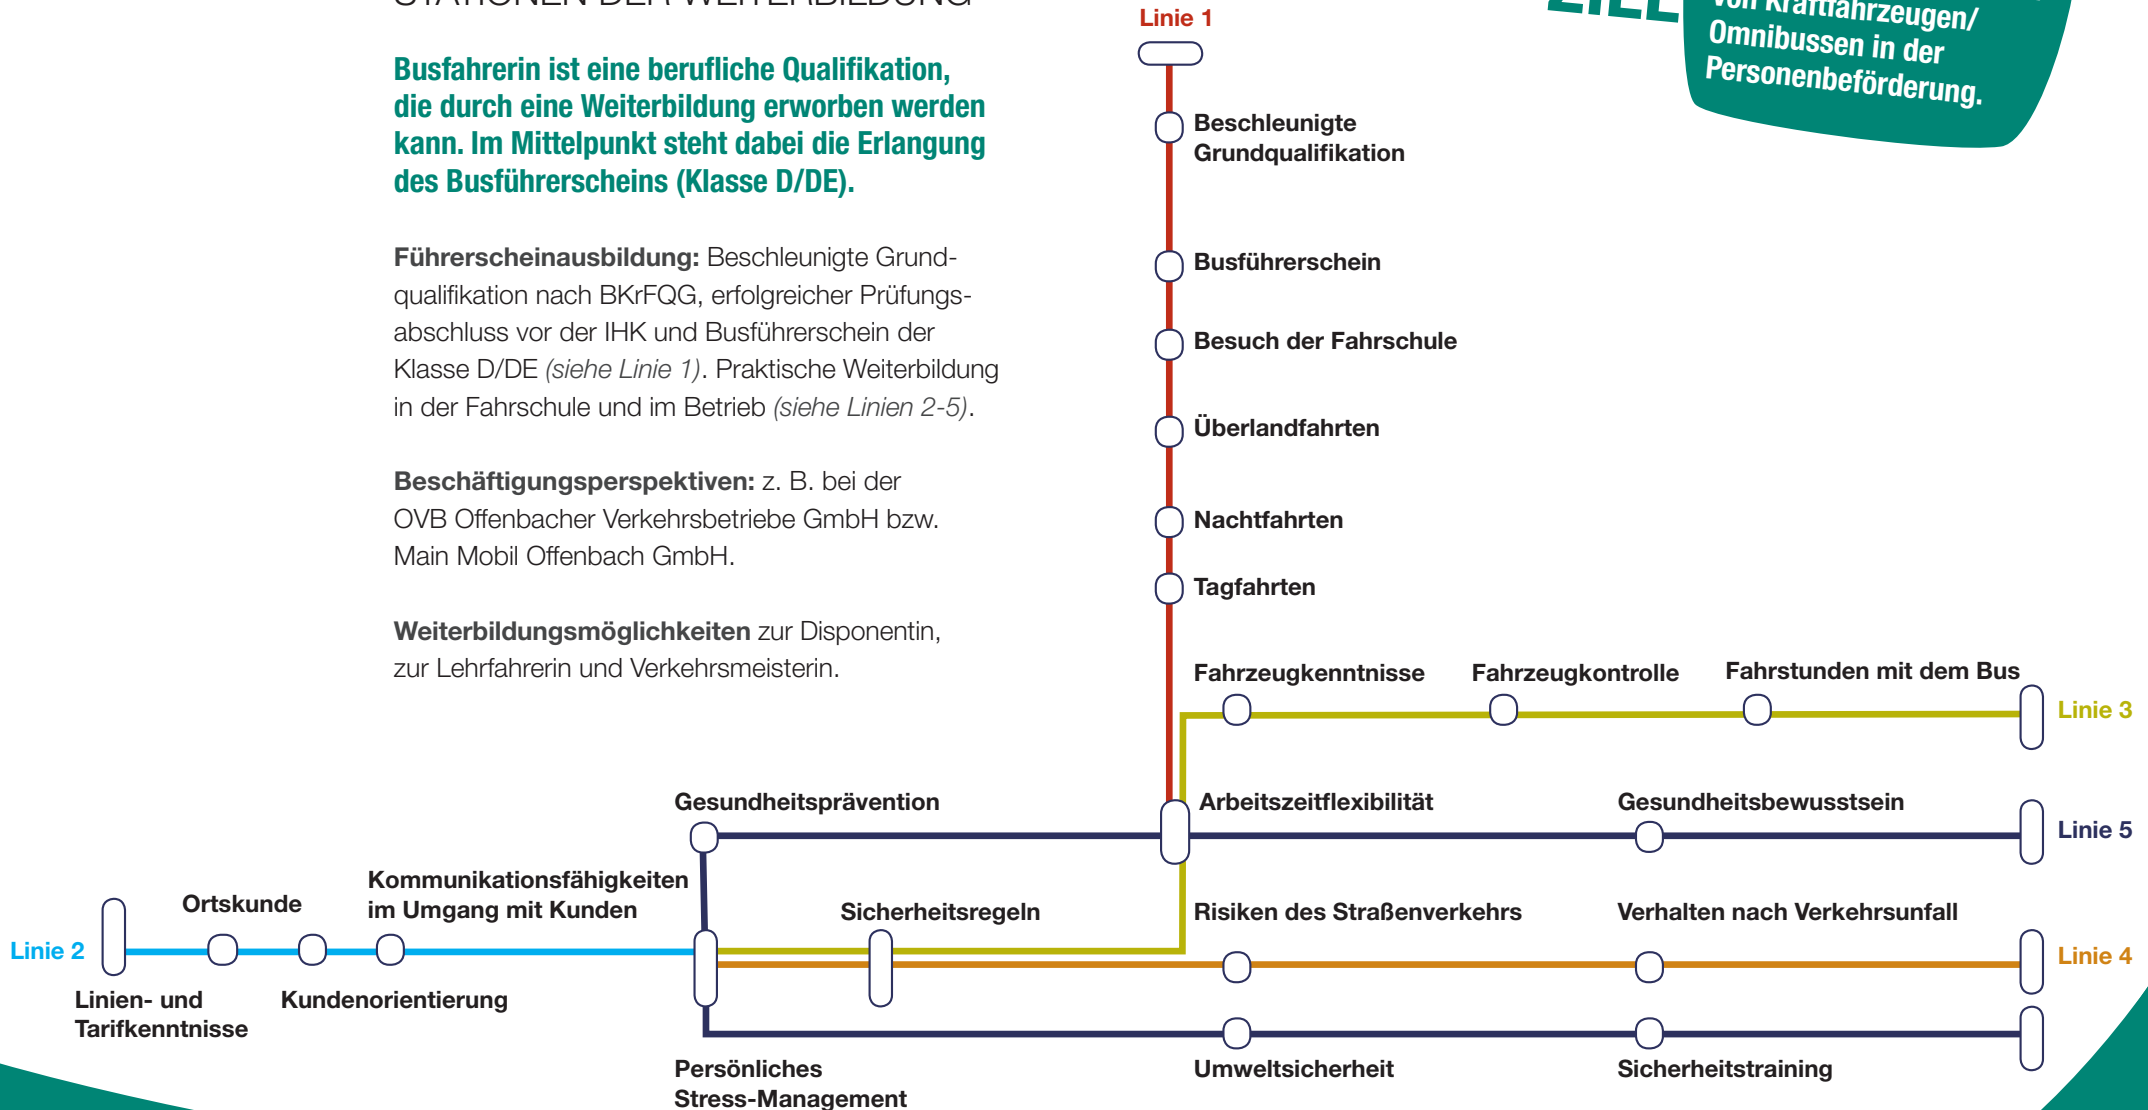 STATIONEN DER WEITERBILDUNG
Busfahrerin ist eine berufliche Qualifikation,
die durch eine Weiterbildung erworben werden
kann. Im Mittelpunkt steht dabei die Erlangung
des Busführerscheins (Klasse D/DE).
Führerscheinausbildung: Beschleunigte Grund-
qualifikation nach BKrFQG, erfolgreicher Prüfungs-
abschluss vor der IHK und Busführerschein der
Klasse D/DE (siehe Linie 1). Praktische Weiterbildung
in der Fahrschule und im Betrieb (siehe Linien 2-5).
Beschäftigungsperspektiven: z. B. bei der
OVB Offenbacher Verkehrsbetriebe GmbH bzw.
Main Mobil Offenbach GmbH.
Weiterbildungsmöglichkeiten zur Disponentin,
zur Lehrfahrerin und Verkehrsmeisterin.
ZIEL
von Kraftfahrzeugen/
Omnibussen in der
Personenbeförderung.
Linie 1
Beschleunigte
Grundqualifikation
Busführerschein
Besuch der Fahrschule
Überlandfahrten
Nachtfahrten
Tagfahrten
Fahrzeugkenntnisse
Fahrzeugkontrolle
Fahrstunden mit dem Bus
Linie 3
Gesundheitsprävention
Arbeitszeitflexibilität
Gesundheitsbewusstsein
Linie 5
Ortskunde
Kommunikationsfähigkeiten
im Umgang mit Kunden
Sicherheitsregeln
Risiken des Straßenverkehrs
Verhalten nach Verkehrsunfall
Linie 2
Linie 4
Linien- und
Tarifkenntnisse
Kundenorientierung
Persönliches
Stress-Management
Umweltsicherheit
Sicherheitstraining